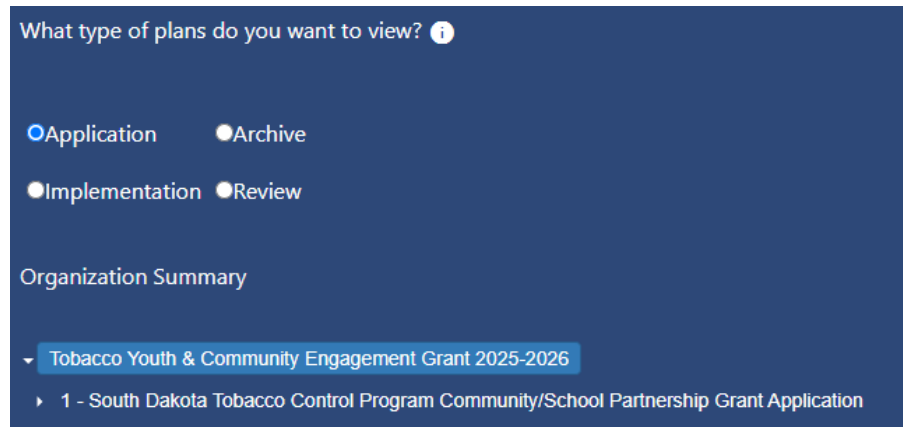 What type of plans do you want to view?
Application Archive
Implementation Review
Organization Summary
Tobacco Youth & Community Engagement Grant 2025-2026
1 - South Dakota Tobacco Control Program Community/School Partnership Grant Application